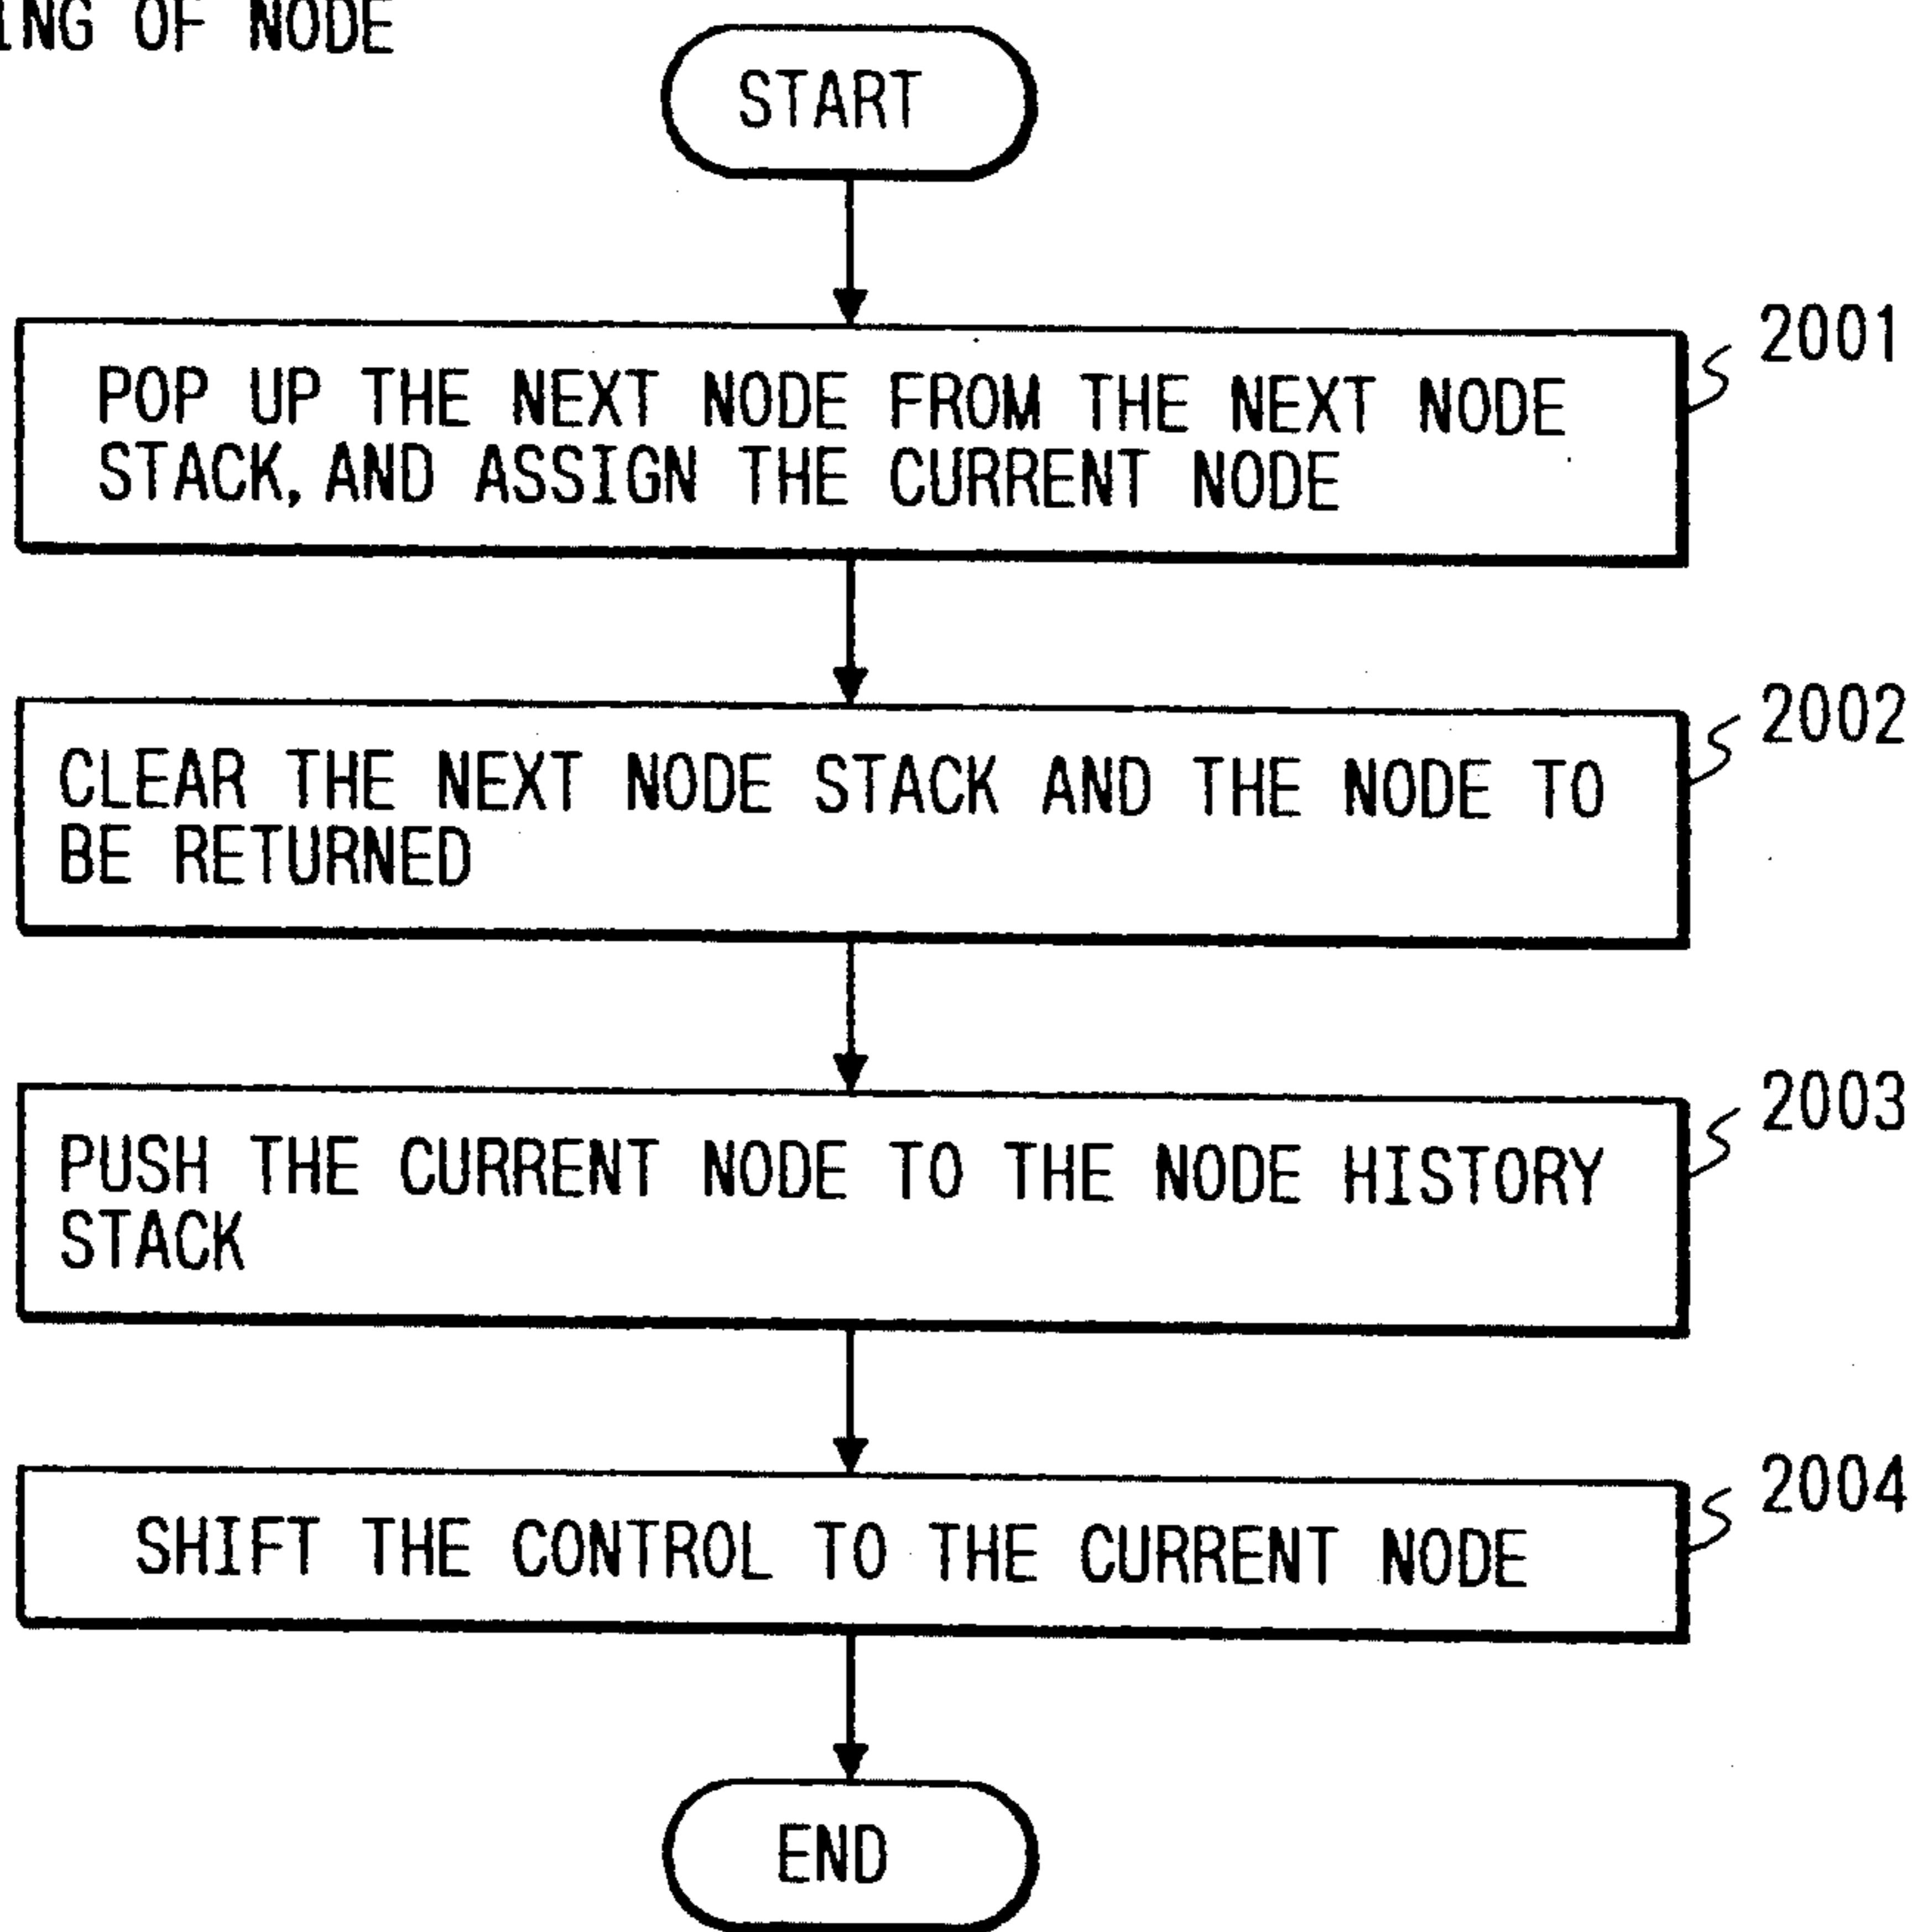 OF NODE
START
2001
POP UP THE NEXT NODE FROM THE NEXT NODE
STACK, AND ASSIGN THE CURRENT NODE
2002
CLEAR THE NEXT NODE STACK AND THE NODE TO
BE RETURNED
2003
PUSH THE CURRENT NODE TO THE NODE HISTORY
STACK
2004
SHIFT THE CONTROL TO THE CURRENT NODE
END